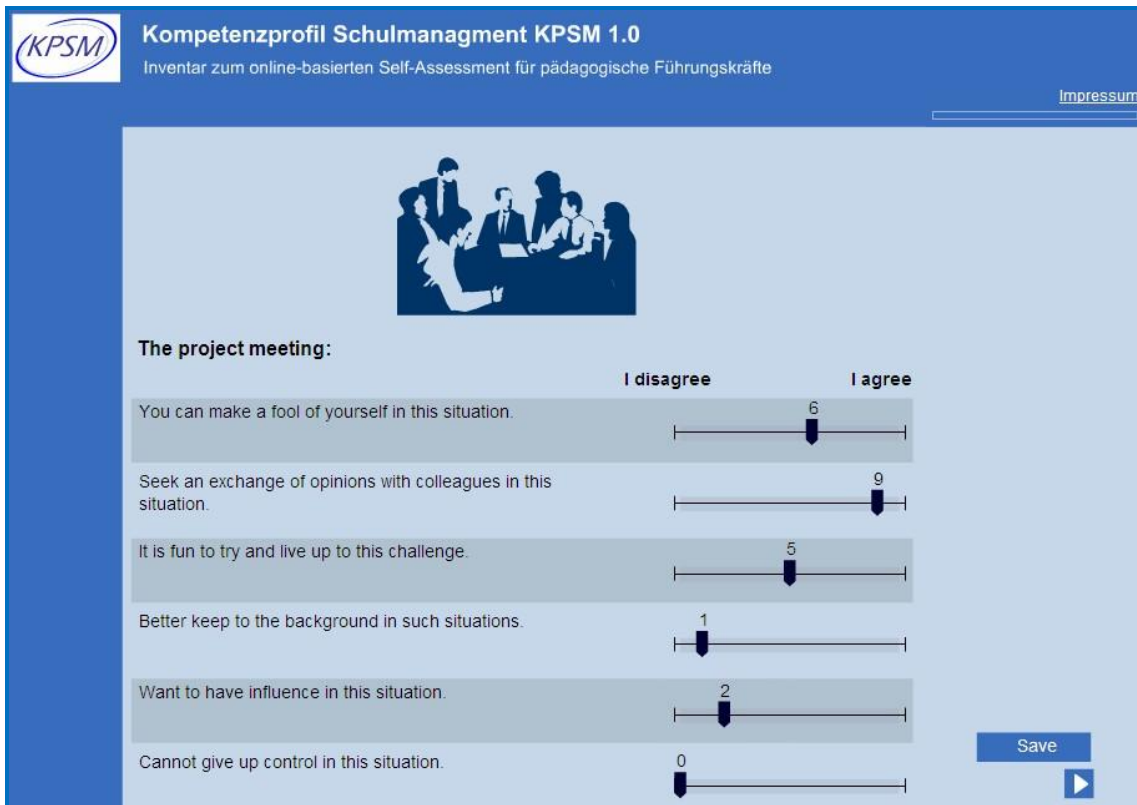 KPSM
Kompetenzprofil Schulmanagment KPSM 1.0
Inventar zum online-basierten Self-Assessment für pädagogische Führungskräfte
Impressum
The project meeting:
I disagree I agree
You can make a fool of yourself in this situation.
6
Seek an exchange of opinions with colleagues in this
situation.
9
It is fun to try and live up to this challenge.
5
Better keep to the background in such situations.
1
Want to have influence in this situation.
2
Cannot give up control in this situation.
0
Save